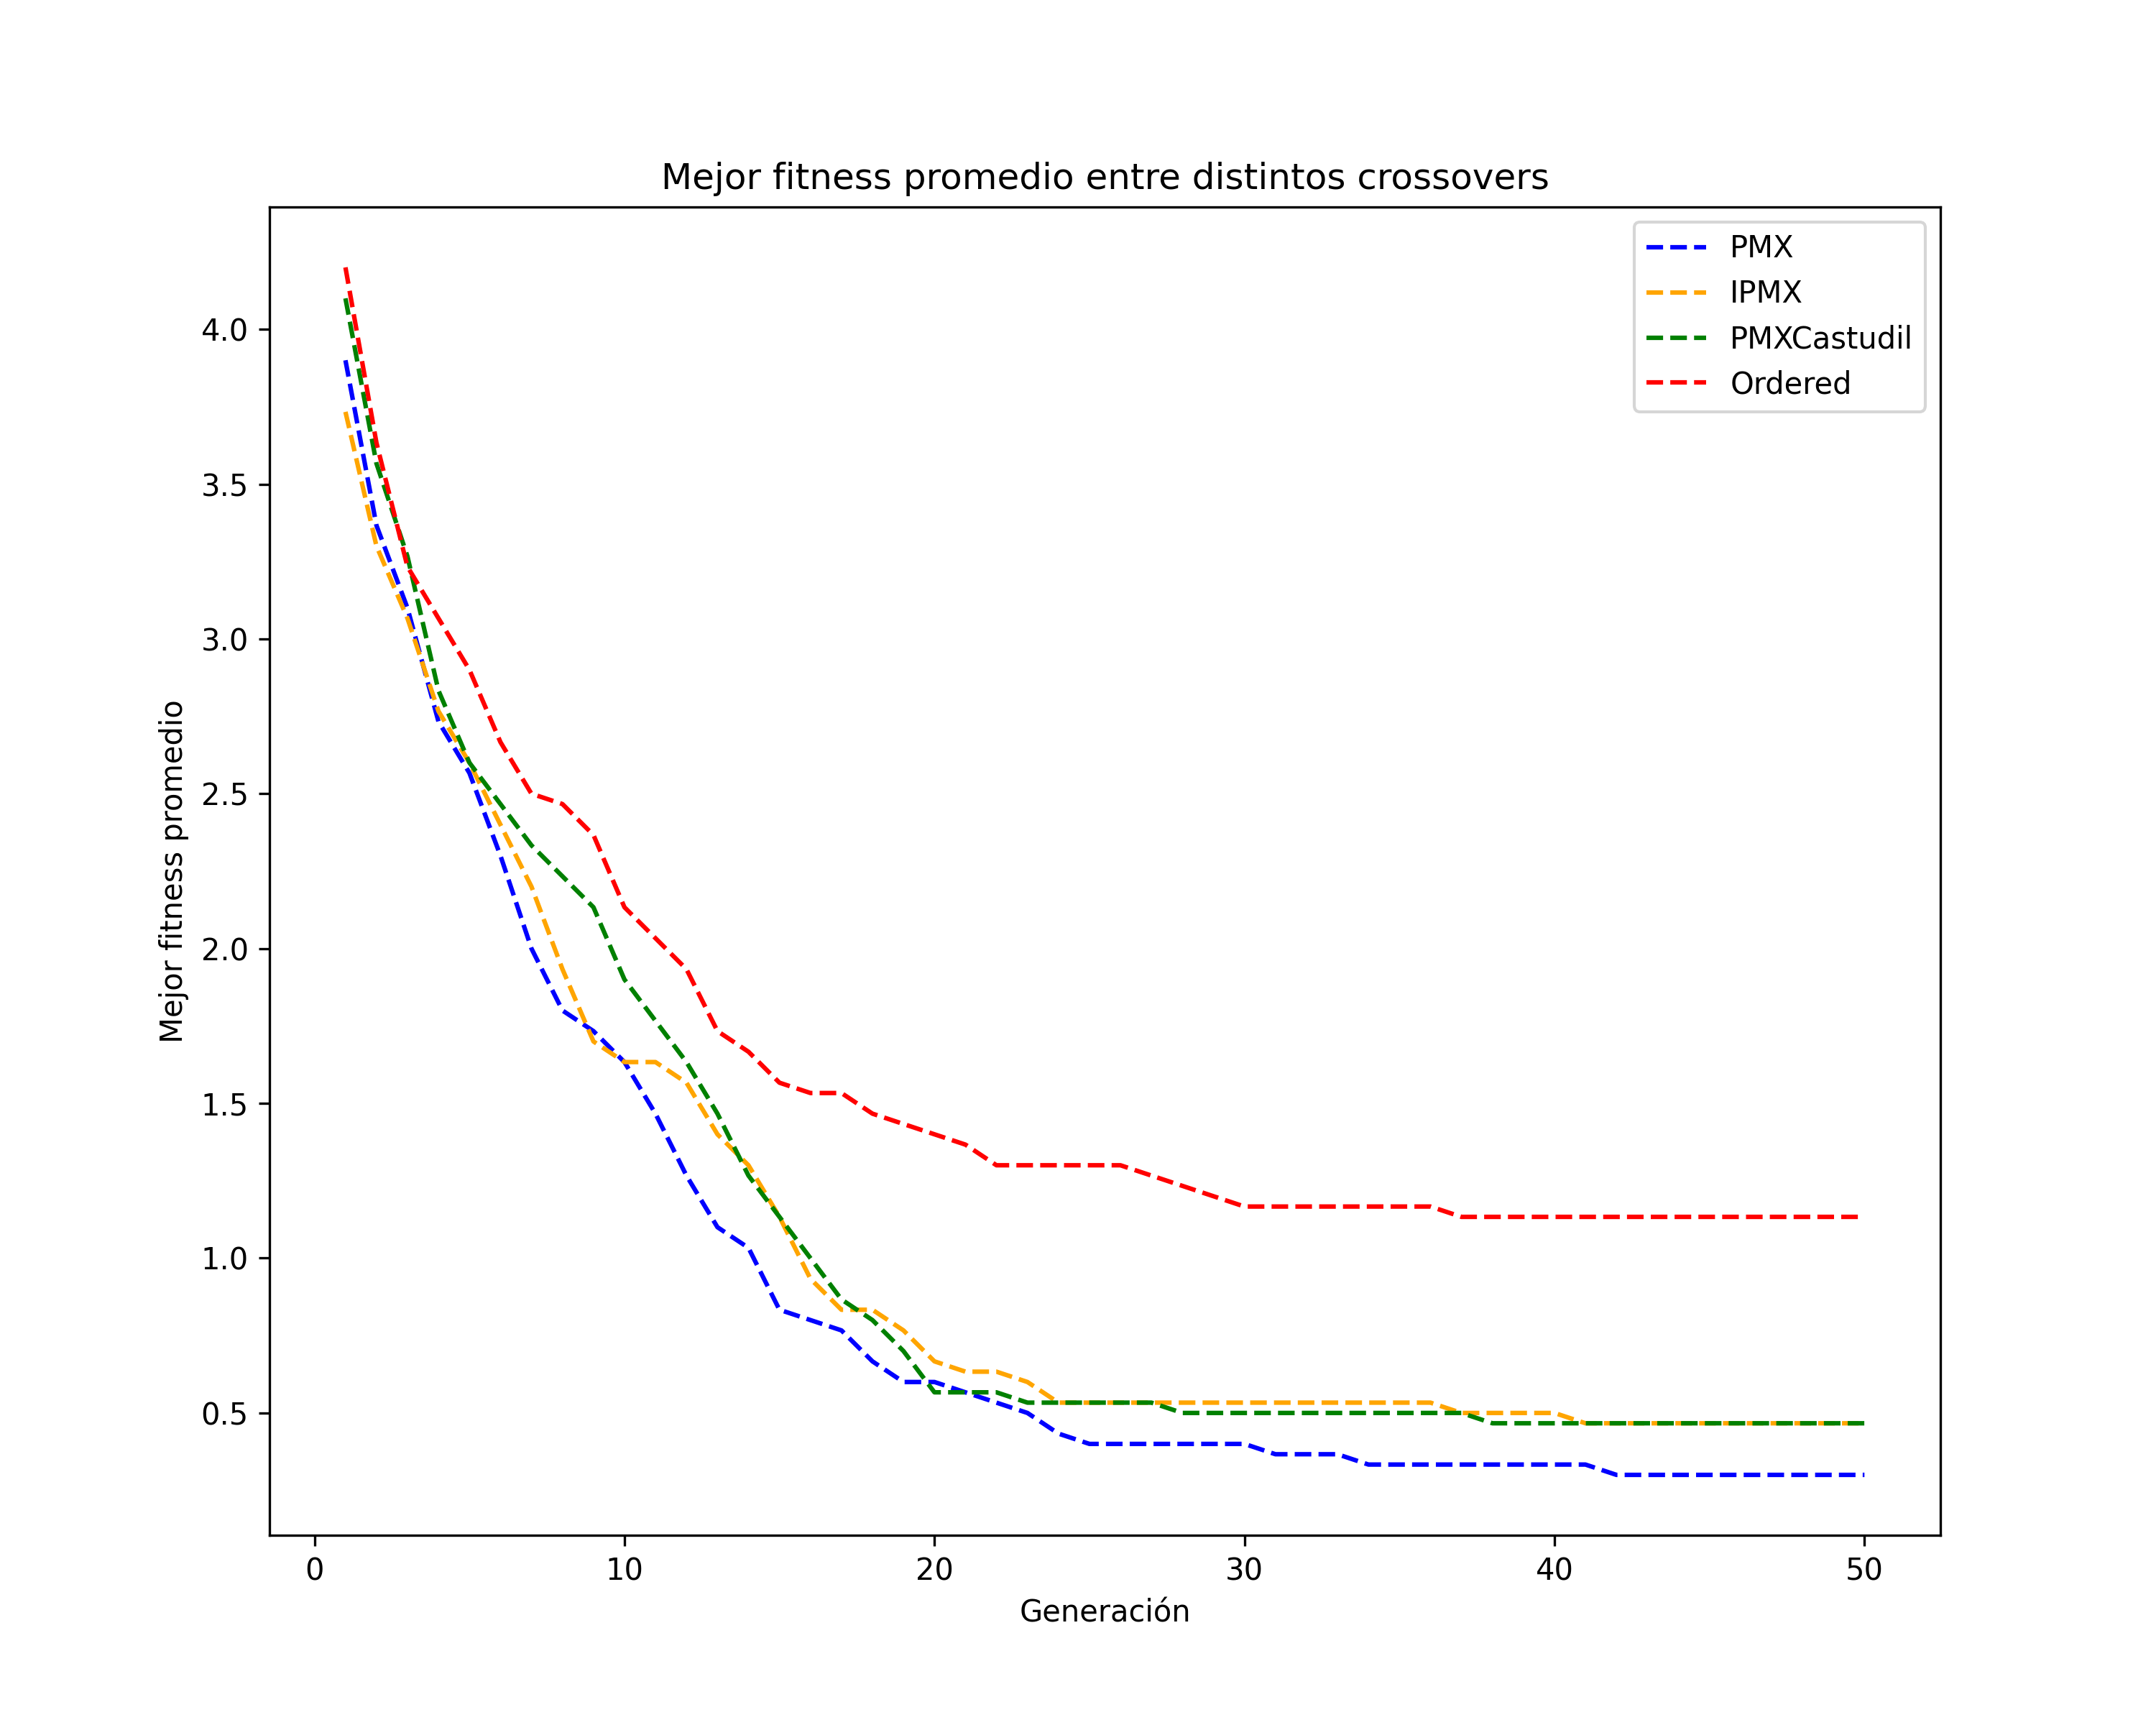 Mejor fitness promedio entre distintos crossovers
PMX
IPMX
PMXCastudil
Ordered
Mejor fitness promedio
4.0
3.5
3.0
2.5
2.0
1.5
1.0
0.5
0 10 20 30 40 50
Generación